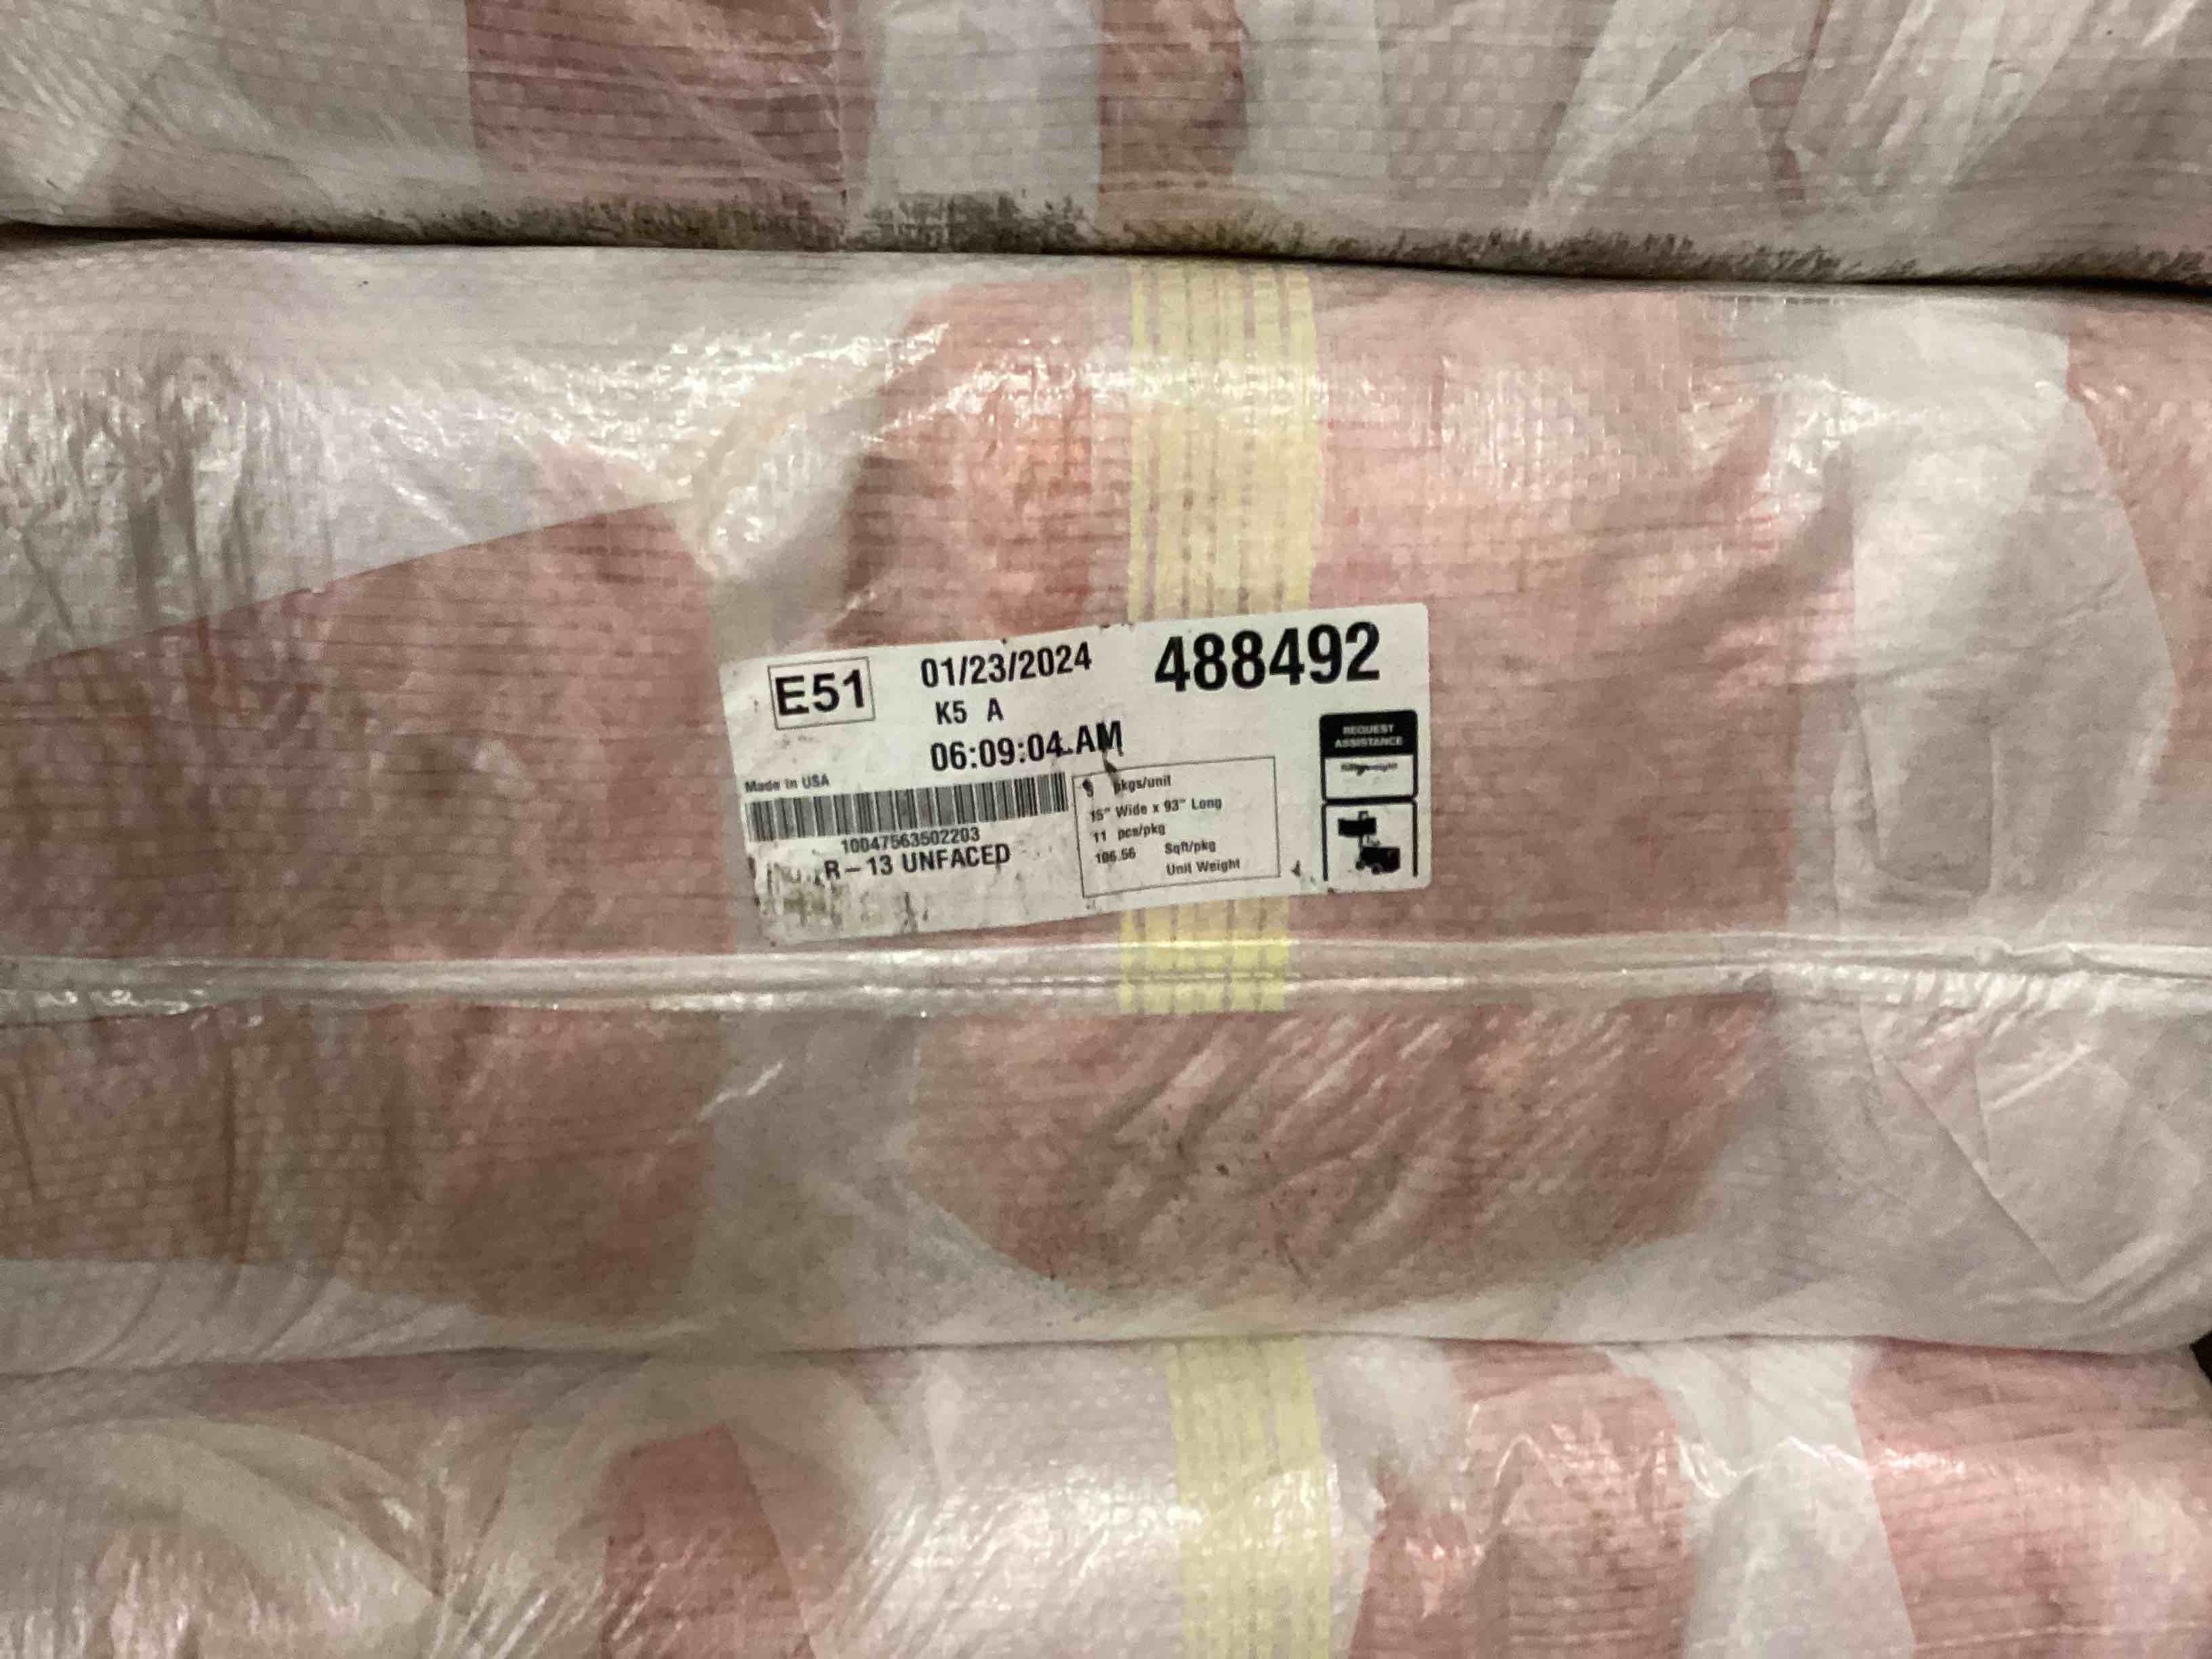 E51
01/23/2024
488492
K5 A
06:09:04 AM
REQUEST
ASSISTANCE
Made in USA
9 pkgs/unit
15" Wide x 93" Long
11 pcs/pkg
106.56 Sqft/pkg
Unit Weight
10047563502203
R-13 UNFACED